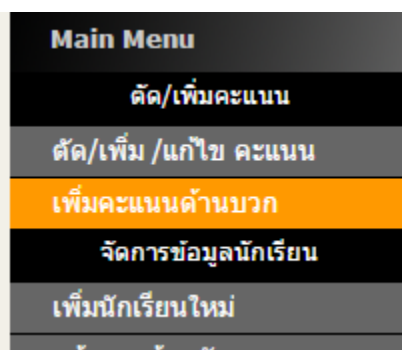 Main Menu
ตัด/เพิ่มคะแนน
ตัด/เพิ่ม /แก้ไข คะแนน
เพิ่มคะแนนด้านบวก
จัดการข้อมูลนักเรียน
เพิ่มนักเรียนใหม่